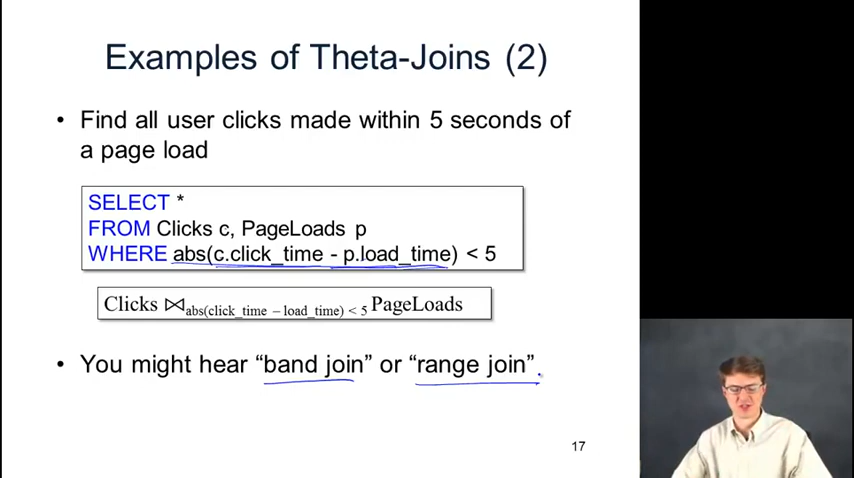 Examples of Theta-Joins (2)
• Find all user clicks made within 5 seconds of
a page load
SELECT *
FROM Clicks c, PageLoads p
WHERE abs(c.click_time - p.load_time) < 5
Clicks ⋈abs(click_time – load_time) < 5 PageLoads
• You might hear “band join” or “range join”.
17